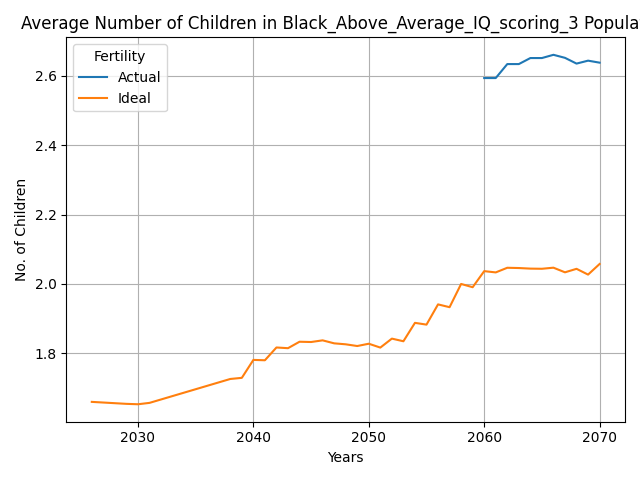 Average Number of Children in Black_Above_Average_IQ_scoring_3 Popula
Fertility
Actual
Ideal
No. of Children
2.6
2.4
2.2
2.0
1.8
2030 2040 2050 2060 2070
Years